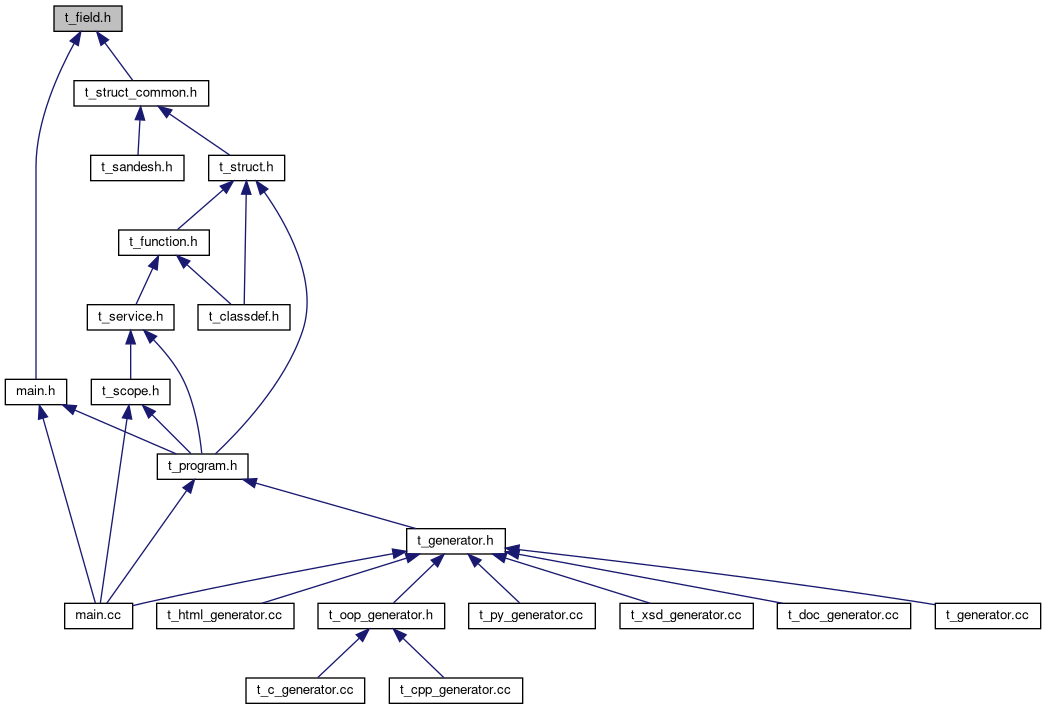 t_field.h
t_struct_common.h
t_sandesh.h
t_struct.h
t_function.h
t_service.h
t_classdef.h
main.h
t_scope.h
t_program.h
t_generator.h
main.cc
t_html_generator.cc
t_oop_generator.h
t_py_generator.cc
t_xsd_generator.cc
t_doc_generator.cc
t_generator.cc
t_c_generator.cc
t_cpp_generator.cc